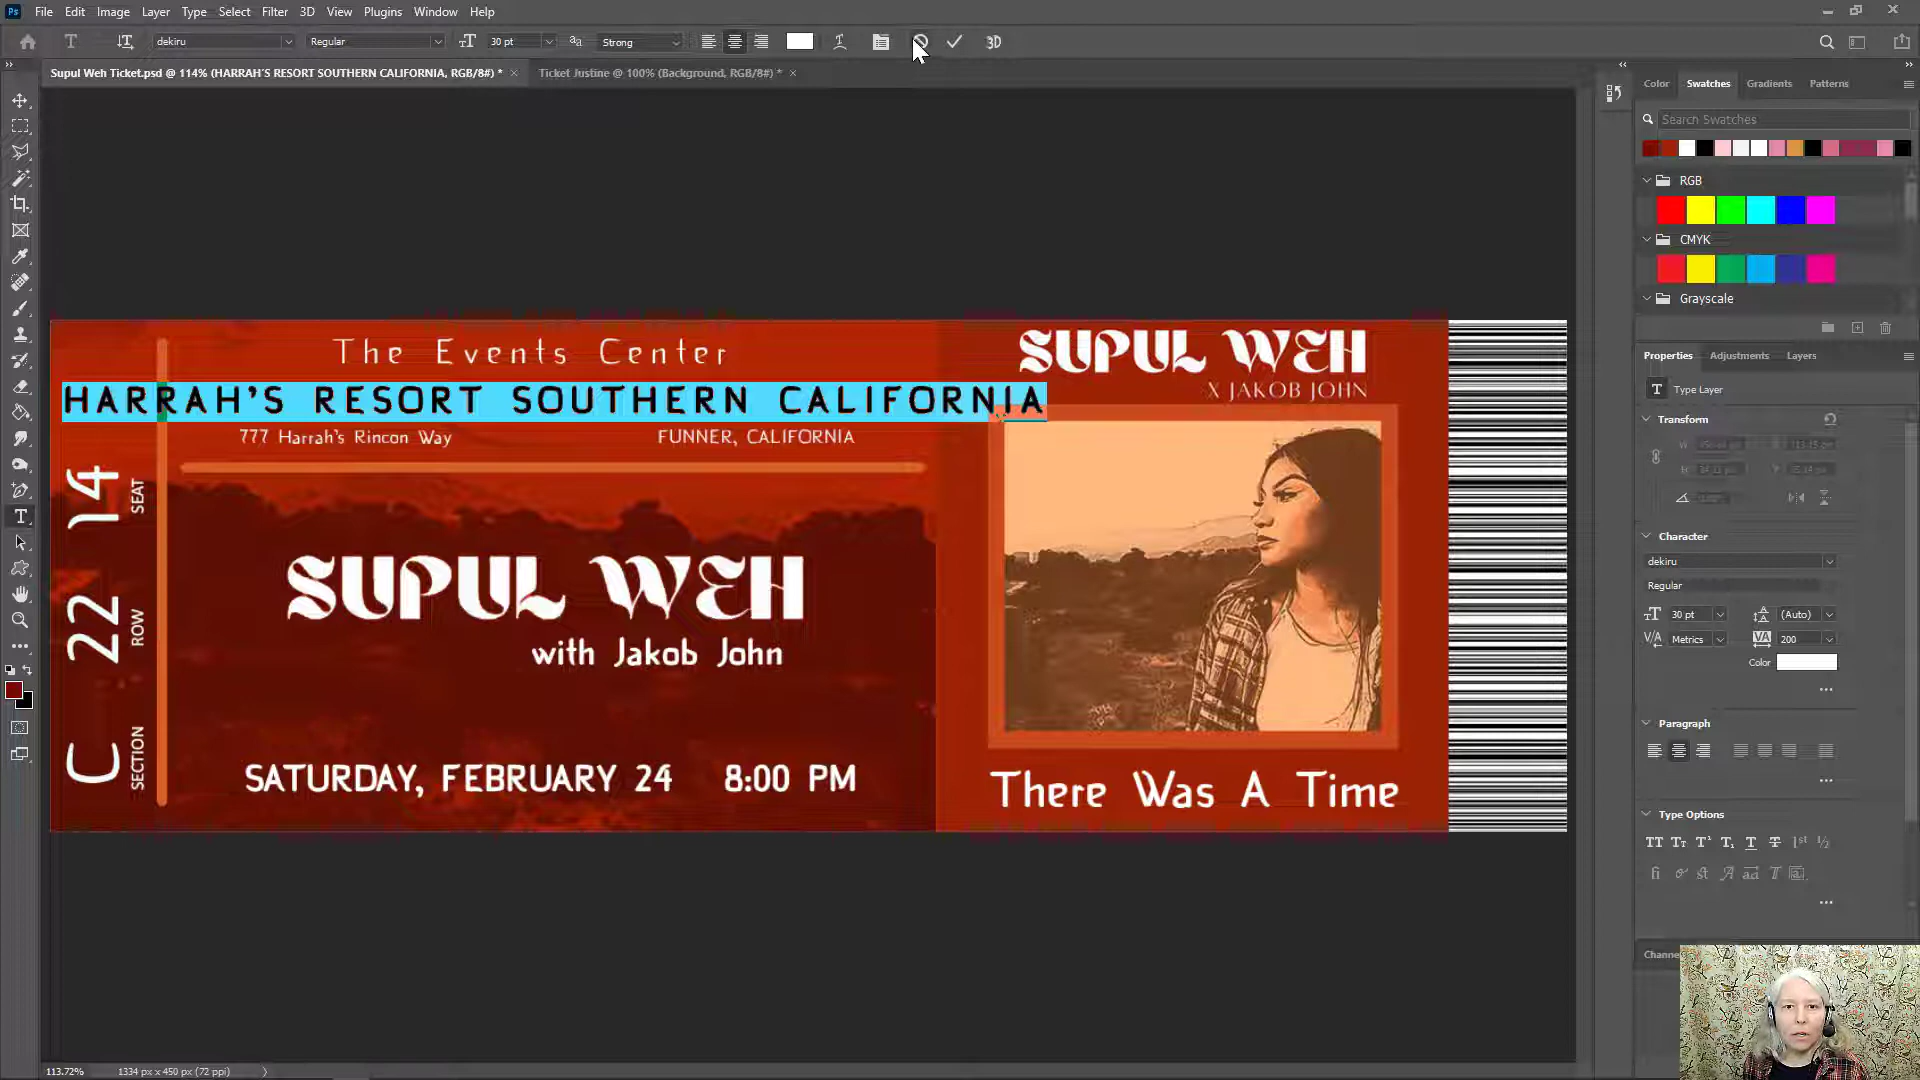 File Edit Image Layer Type Select Filter 3D View Plugins Window Help
dekiru Regular 30 pt Strong 3D
Supul Weh Ticket.psd @ 114% (HARRAH'S RESORT SOUTHERN CALIFORNIA, RGB/8#) * Ticket Justine @ 100% (Background, RGB/8#) *
Color Swatches Gradients Patterns
Search Swatches
RGB
CMYK
Grayscale
Properties Adjustments Layers
Type Layer
Transform
Character
dekiru
Regular
30 pt (Auto)
Metrics 200
Color
Paragraph
Type Options
The Events Center
HARRAH'S RESORT SOUTHERN CALIFORNIA
777 Harrah's Rincon Way FUNNER, CALIFORNIA
14 SEAT
22 ROW
C SECTION
SUPUL WEH
with Jakob John
SATURDAY, FEBRUARY 24 8:00 PM
SUPUL WEH
X JAKOB JOHN
There Was A Time
113.72% 1334 px x 450 px (72 ppi)